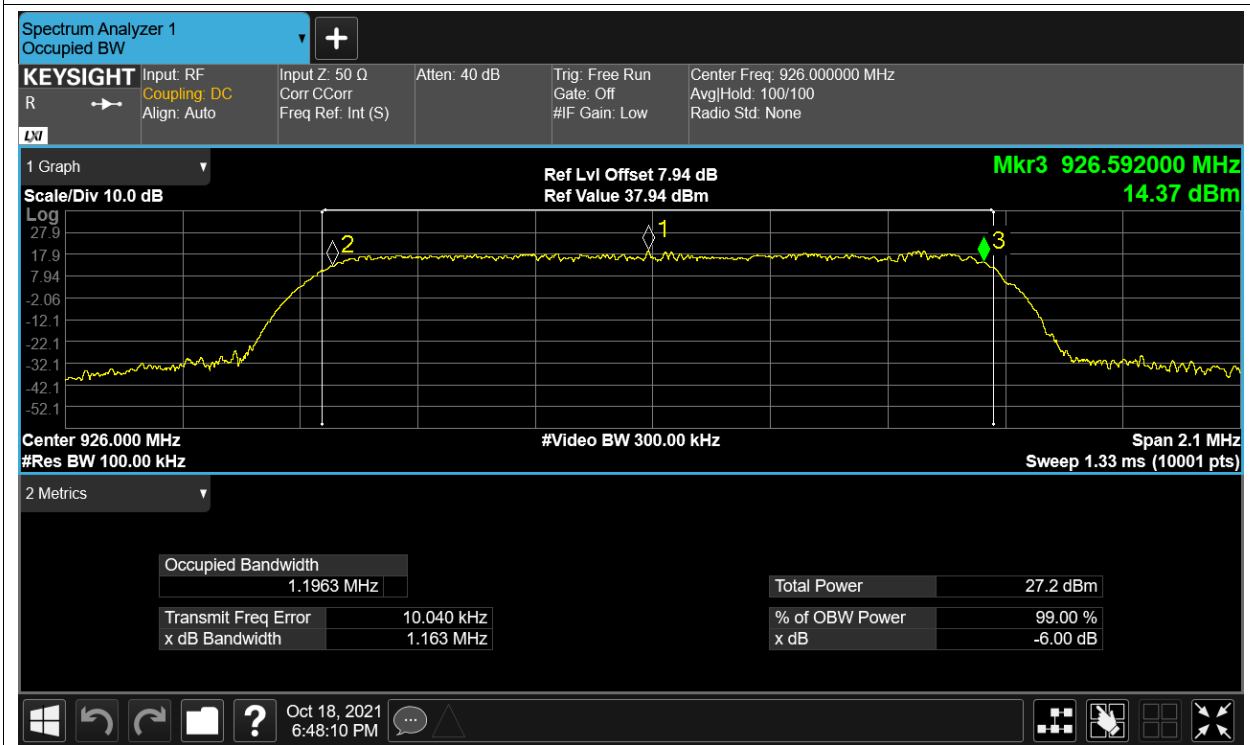 Spectrum Analyzer 1
Occupied BW
KEYSIGHT Input: RF Input Z: 50 Ω Atten: 40 dB Trig: Free Run Center Freq: 926.000000 MHz
R Coupling: DC Corr CCorr Gate: Off Avg|Hold: 100/100
Align: Auto Freq Ref: Int (S) #IF Gain: Low Radio Std: None
LXI
1 Graph Ref Lvl Offset 7.94 dB Mkr3 926.592000 MHz
Scale/Div 10.0 dB Ref Value 37.94 dBm 14.37 dBm
Log
27.9
17.9
7.94
-2.06
-12.1
-22.1
-32.1
-42.1
-52.1
2 1 3
Center 926.000 MHz #Video BW 300.00 kHz Span 2.1 MHz
#Res BW 100.00 kHz Sweep 1.33 ms (10001 pts)
2 Metrics
Occupied Bandwidth
1.1963 MHz Total Power 27.2 dBm
Transmit Freq Error 10.040 kHz % of OBW Power 99.00 %
x dB Bandwidth 1.163 MHz x dB -6.00 dB
? Oct 18, 2021
6:48:10 PM